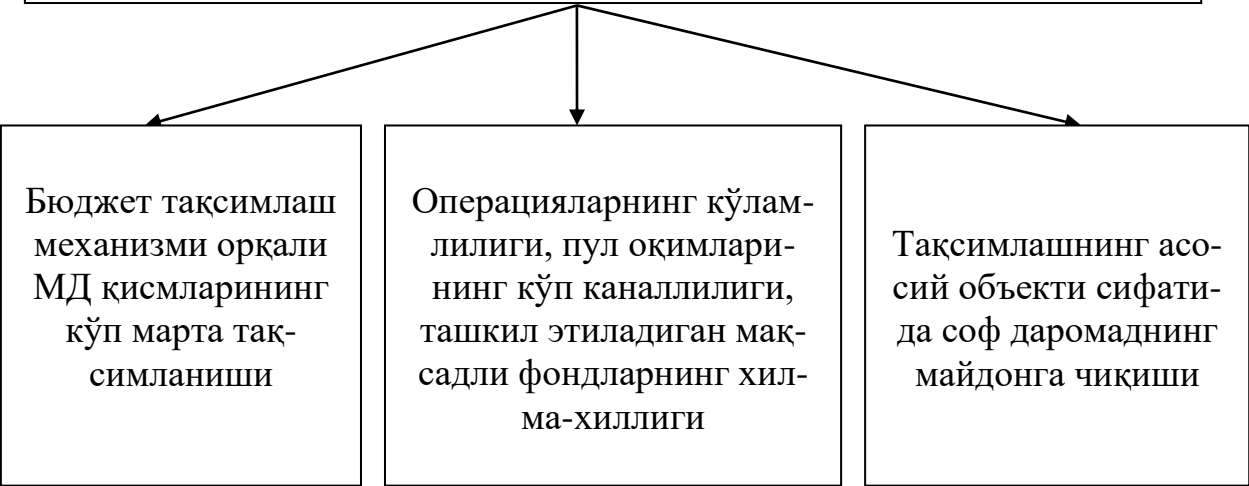 Бюджет тақсимлаш
механизми орқали
МД қисмларининг
кўп марта тақ-
симланиши
Операцияларнинг кўлам-
лилиги, пул оқимлари-
нинг кўп каналлилиги,
ташкил этиладиган мақ-
садли фондларнинг хил-
ма-хиллиги
Тақсимлашнинг асо-
сий объекти сифати-
да соф даромаднинг
майдонга чиқиши